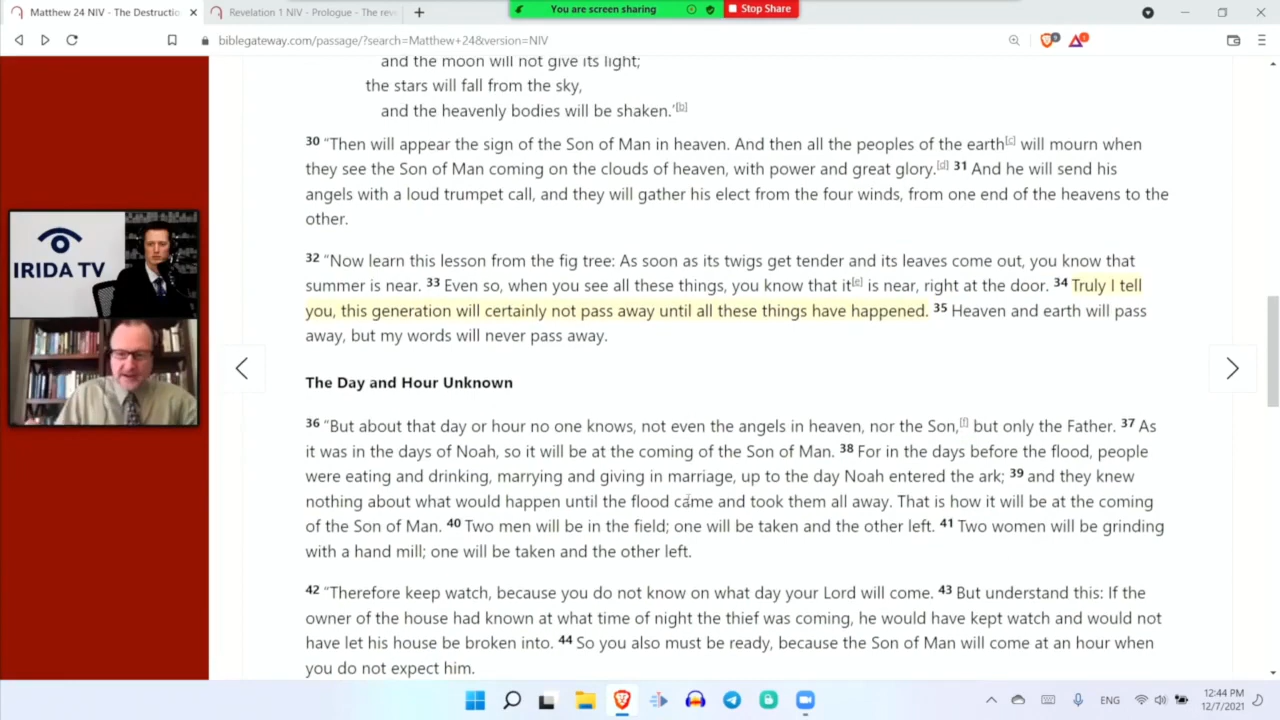 Matthew 24 NIV - The Destructio
Revelation 1 NIV - Prologue - The reve
You are screen sharing
Stop Share
biblegateway.com/passage/?search=Matthew+24&version=NIV
and the moon will not give its light;
the stars will fall from the sky,
and the heavenly bodies will be shaken.'[b]
30 “Then will appear the sign of the Son of Man in heaven. And then all the peoples of the earth[c] will mourn when
they see the Son of Man coming on the clouds of heaven, with power and great glory.[d] 31 And he will send his
angels with a loud trumpet call, and they will gather his elect from the four winds, from one end of the heavens to the
other.
32 “Now learn this lesson from the fig tree: As soon as its twigs get tender and its leaves come out, you know that
summer is near. 33 Even so, when you see all these things, you know that it[e] is near, right at the door. 34 Truly I tell
you, this generation will certainly not pass away until all these things have happened. 35 Heaven and earth will pass
away, but my words will never pass away.
The Day and Hour Unknown
36 “But about that day or hour no one knows, not even the angels in heaven, nor the Son,[f] but only the Father. 37 As
it was in the days of Noah, so it will be at the coming of the Son of Man. 38 For in the days before the flood, people
were eating and drinking, marrying and giving in marriage, up to the day Noah entered the ark; 39 and they knew
nothing about what would happen until the flood came and took them all away. That is how it will be at the coming
of the Son of Man. 40 Two men will be in the field; one will be taken and the other left. 41 Two women will be grinding
with a hand mill; one will be taken and the other left.
42 “Therefore keep watch, because you do not know on what day your Lord will come. 43 But understand this: If the
owner of the house had known at what time of night the thief was coming, he would have kept watch and would not
have let his house be broken into. 44 So you also must be ready, because the Son of Man will come at an hour when
you do not expect him.
IRIDA TV
ENG
12:44 PM
12/7/2021